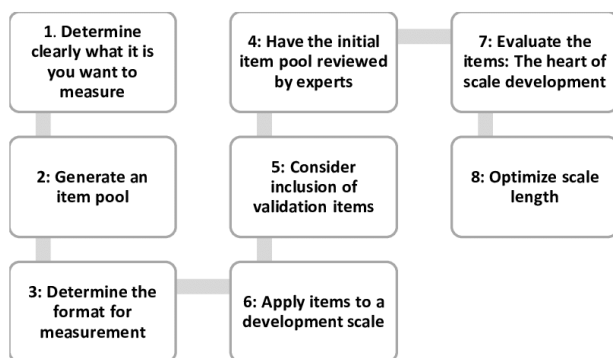 1. Determine
clearly what it is
you want to
measure
2: Generate an
item pool
3: Determine the
format for
measurement
4: Have the initial
item pool reviewed
by experts
5: Consider
inclusion of
validation items
6: Apply items to a
development scale
7: Evaluate the
items: The heart of
scale development
8: Optimize scale
length